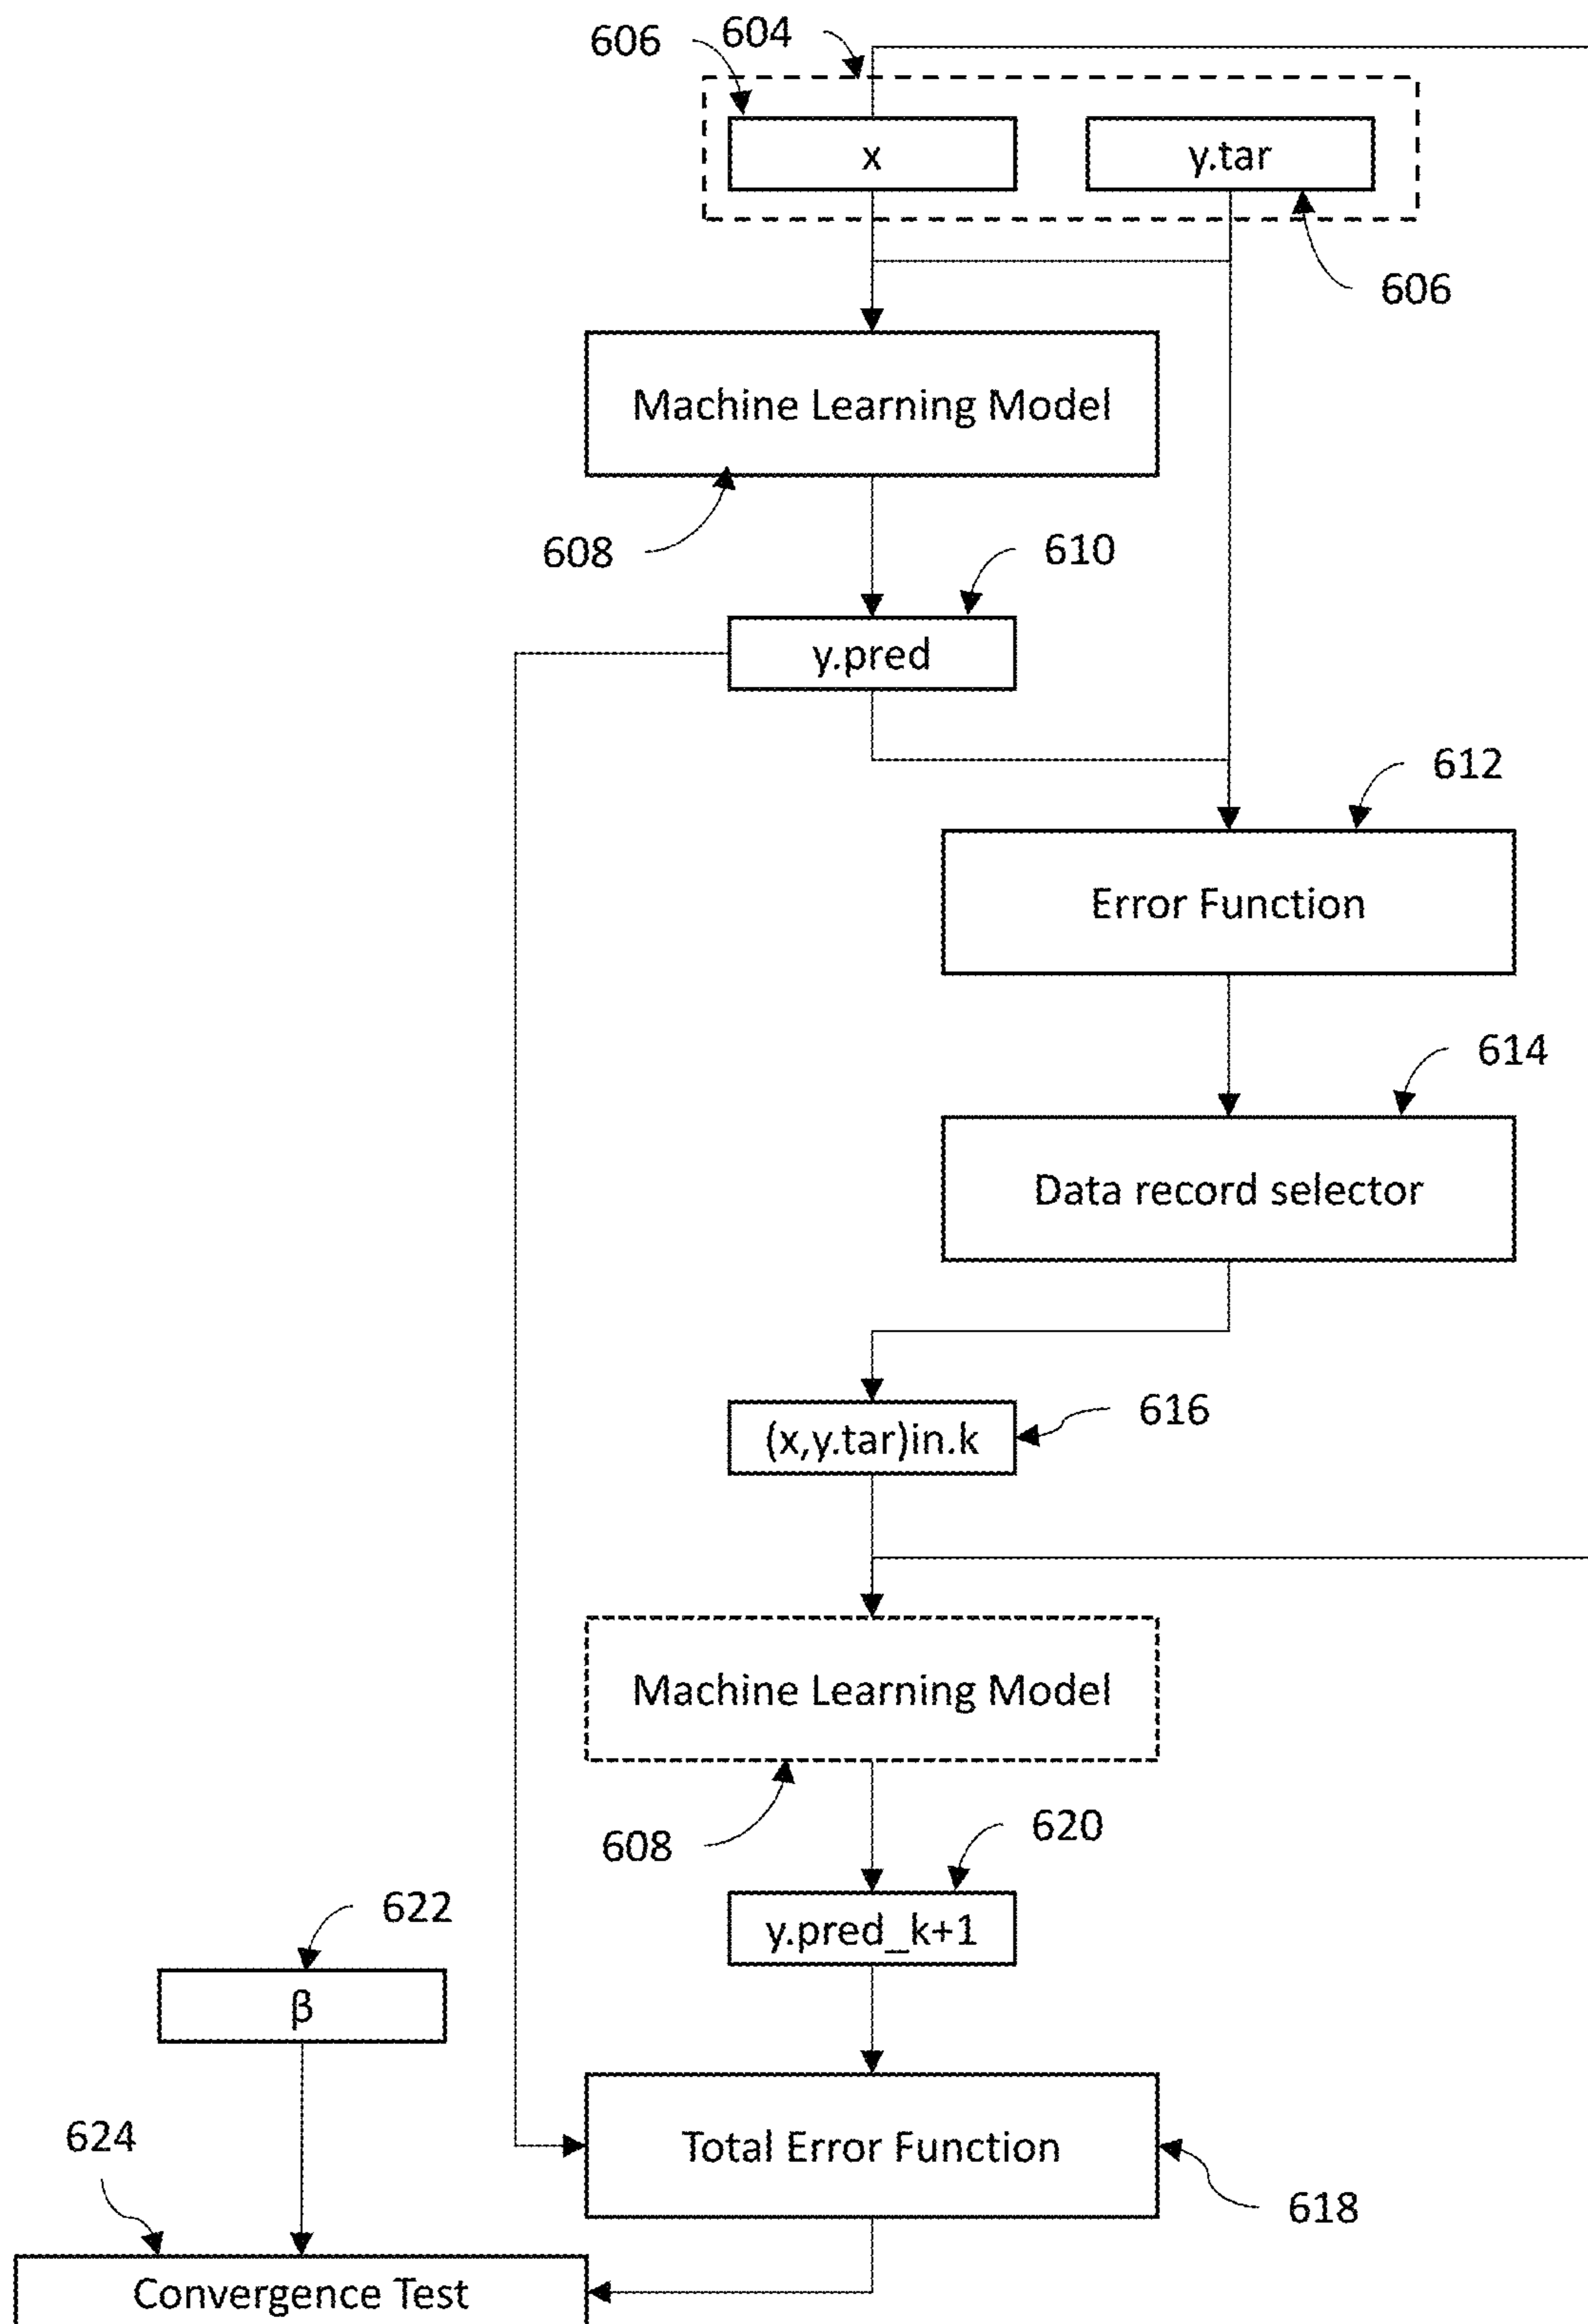 606
604
x
y.tar
606
Machine Learning Model
608
610
y.pred
612
Error Function
614
Data record selector
616
(x,y.tar)in.k
Machine Learning Model
608
620
y.pred_k+1
622
β
624
Total Error Function
618
Convergence Test